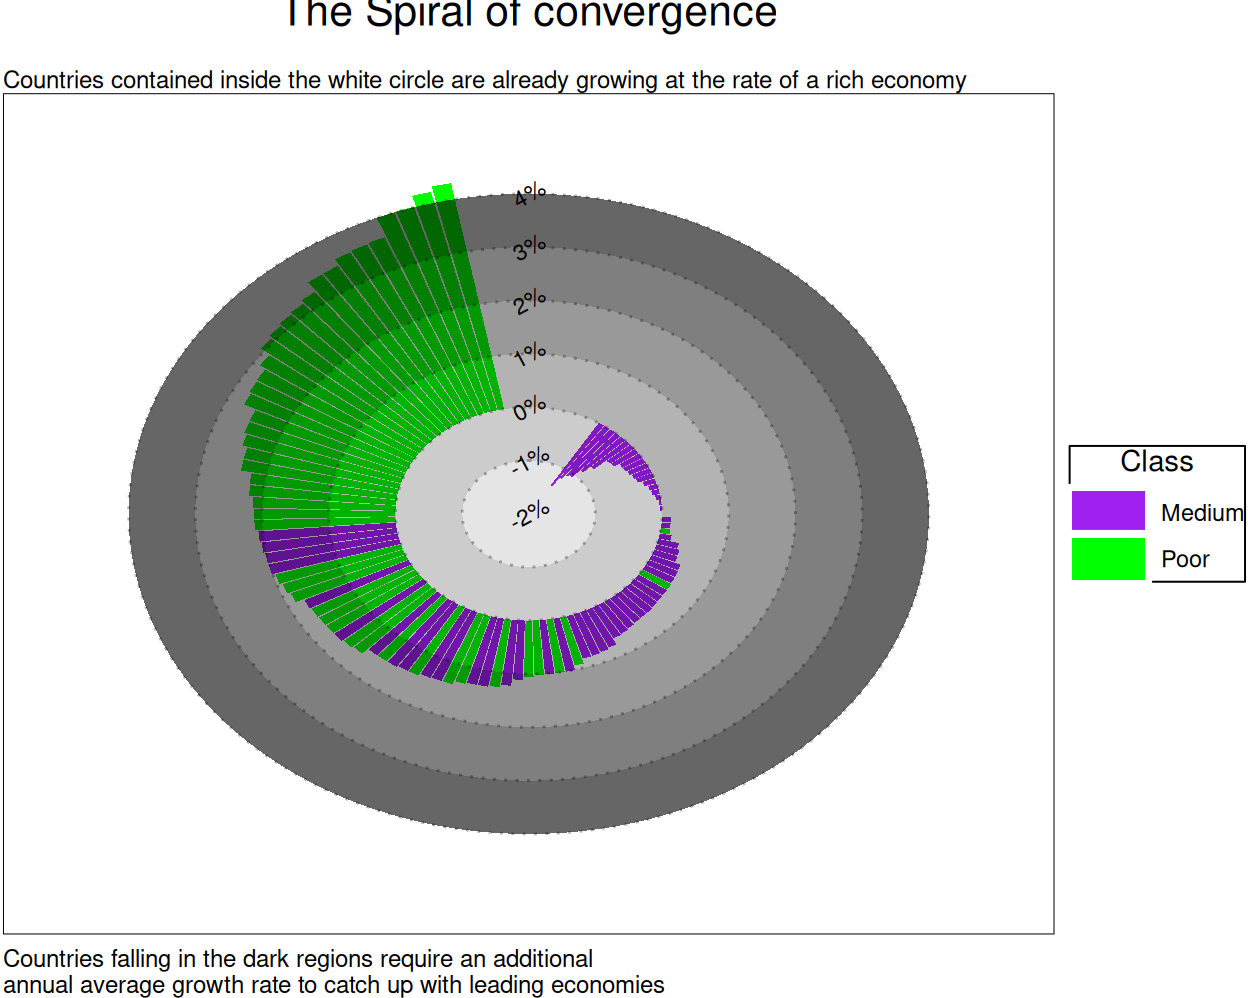 The Spiral of convergence
Countries contained inside the white circle are already growing at the rate of a rich economy
4%
3%
2%
1%
0%
-1%
-2%
Class
Medium
Poor
Countries falling in the dark regions require an additional
annual average growth rate to catch up with leading economies